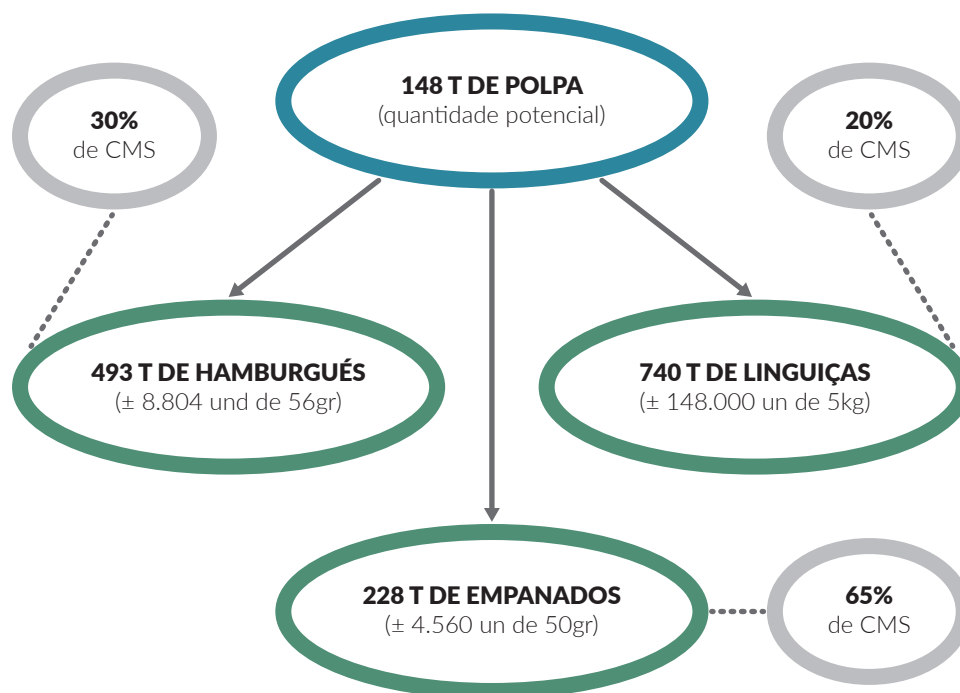 148 T DE POLPA
(quantidade potencial)
30%
de CMS
20%
de CMS
493 T DE HAMBURGUÉS
(± 8.804 und de 56gr)
740 T DE LINGUIÇAS
(± 148.000 un de 5kg)
228 T DE EMPANADOS
(± 4.560 un de 50gr)
65%
de CMS